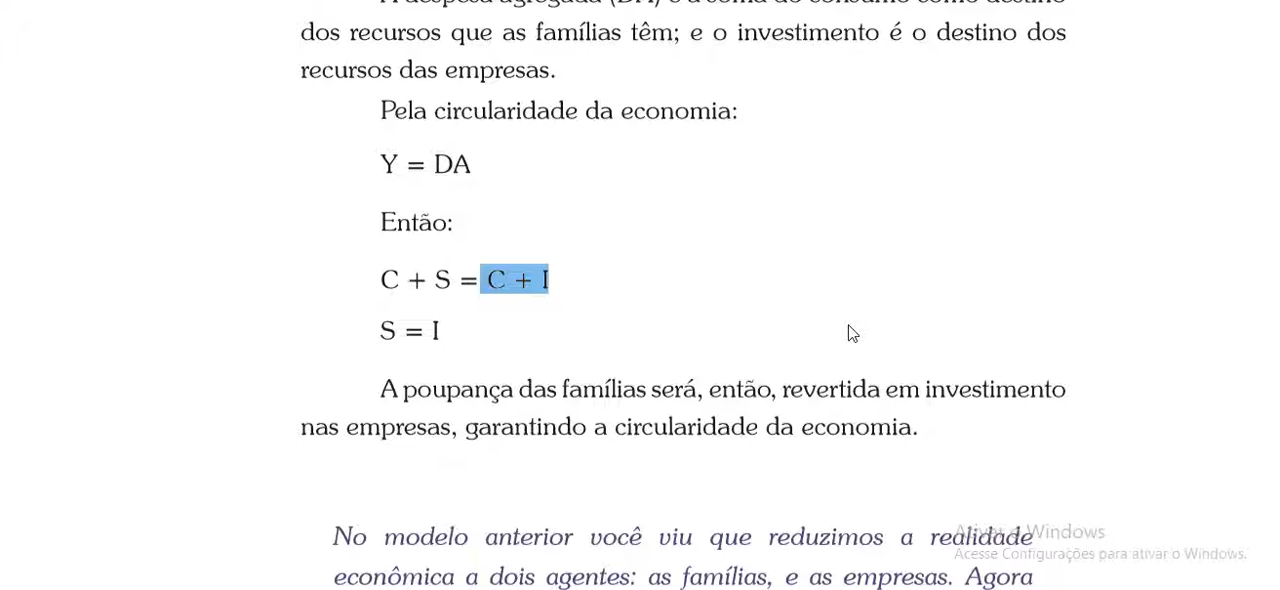 dos recursos que as famílias têm; e o investimento é o destino dos
recursos das empresas.
Pela circularidade da economia:
Y = DA
Então:
C + S = C + I
S = I
A poupança das famílias será, então, revertida em investimento
nas empresas, garantindo a circularidade da economia.
No modelo anterior você viu que reduzimos a realidade
econômica a dois agentes: as famílias, e as empresas. Agora
Ativar o Windows
Acesse Configurações para ativar o Windows.